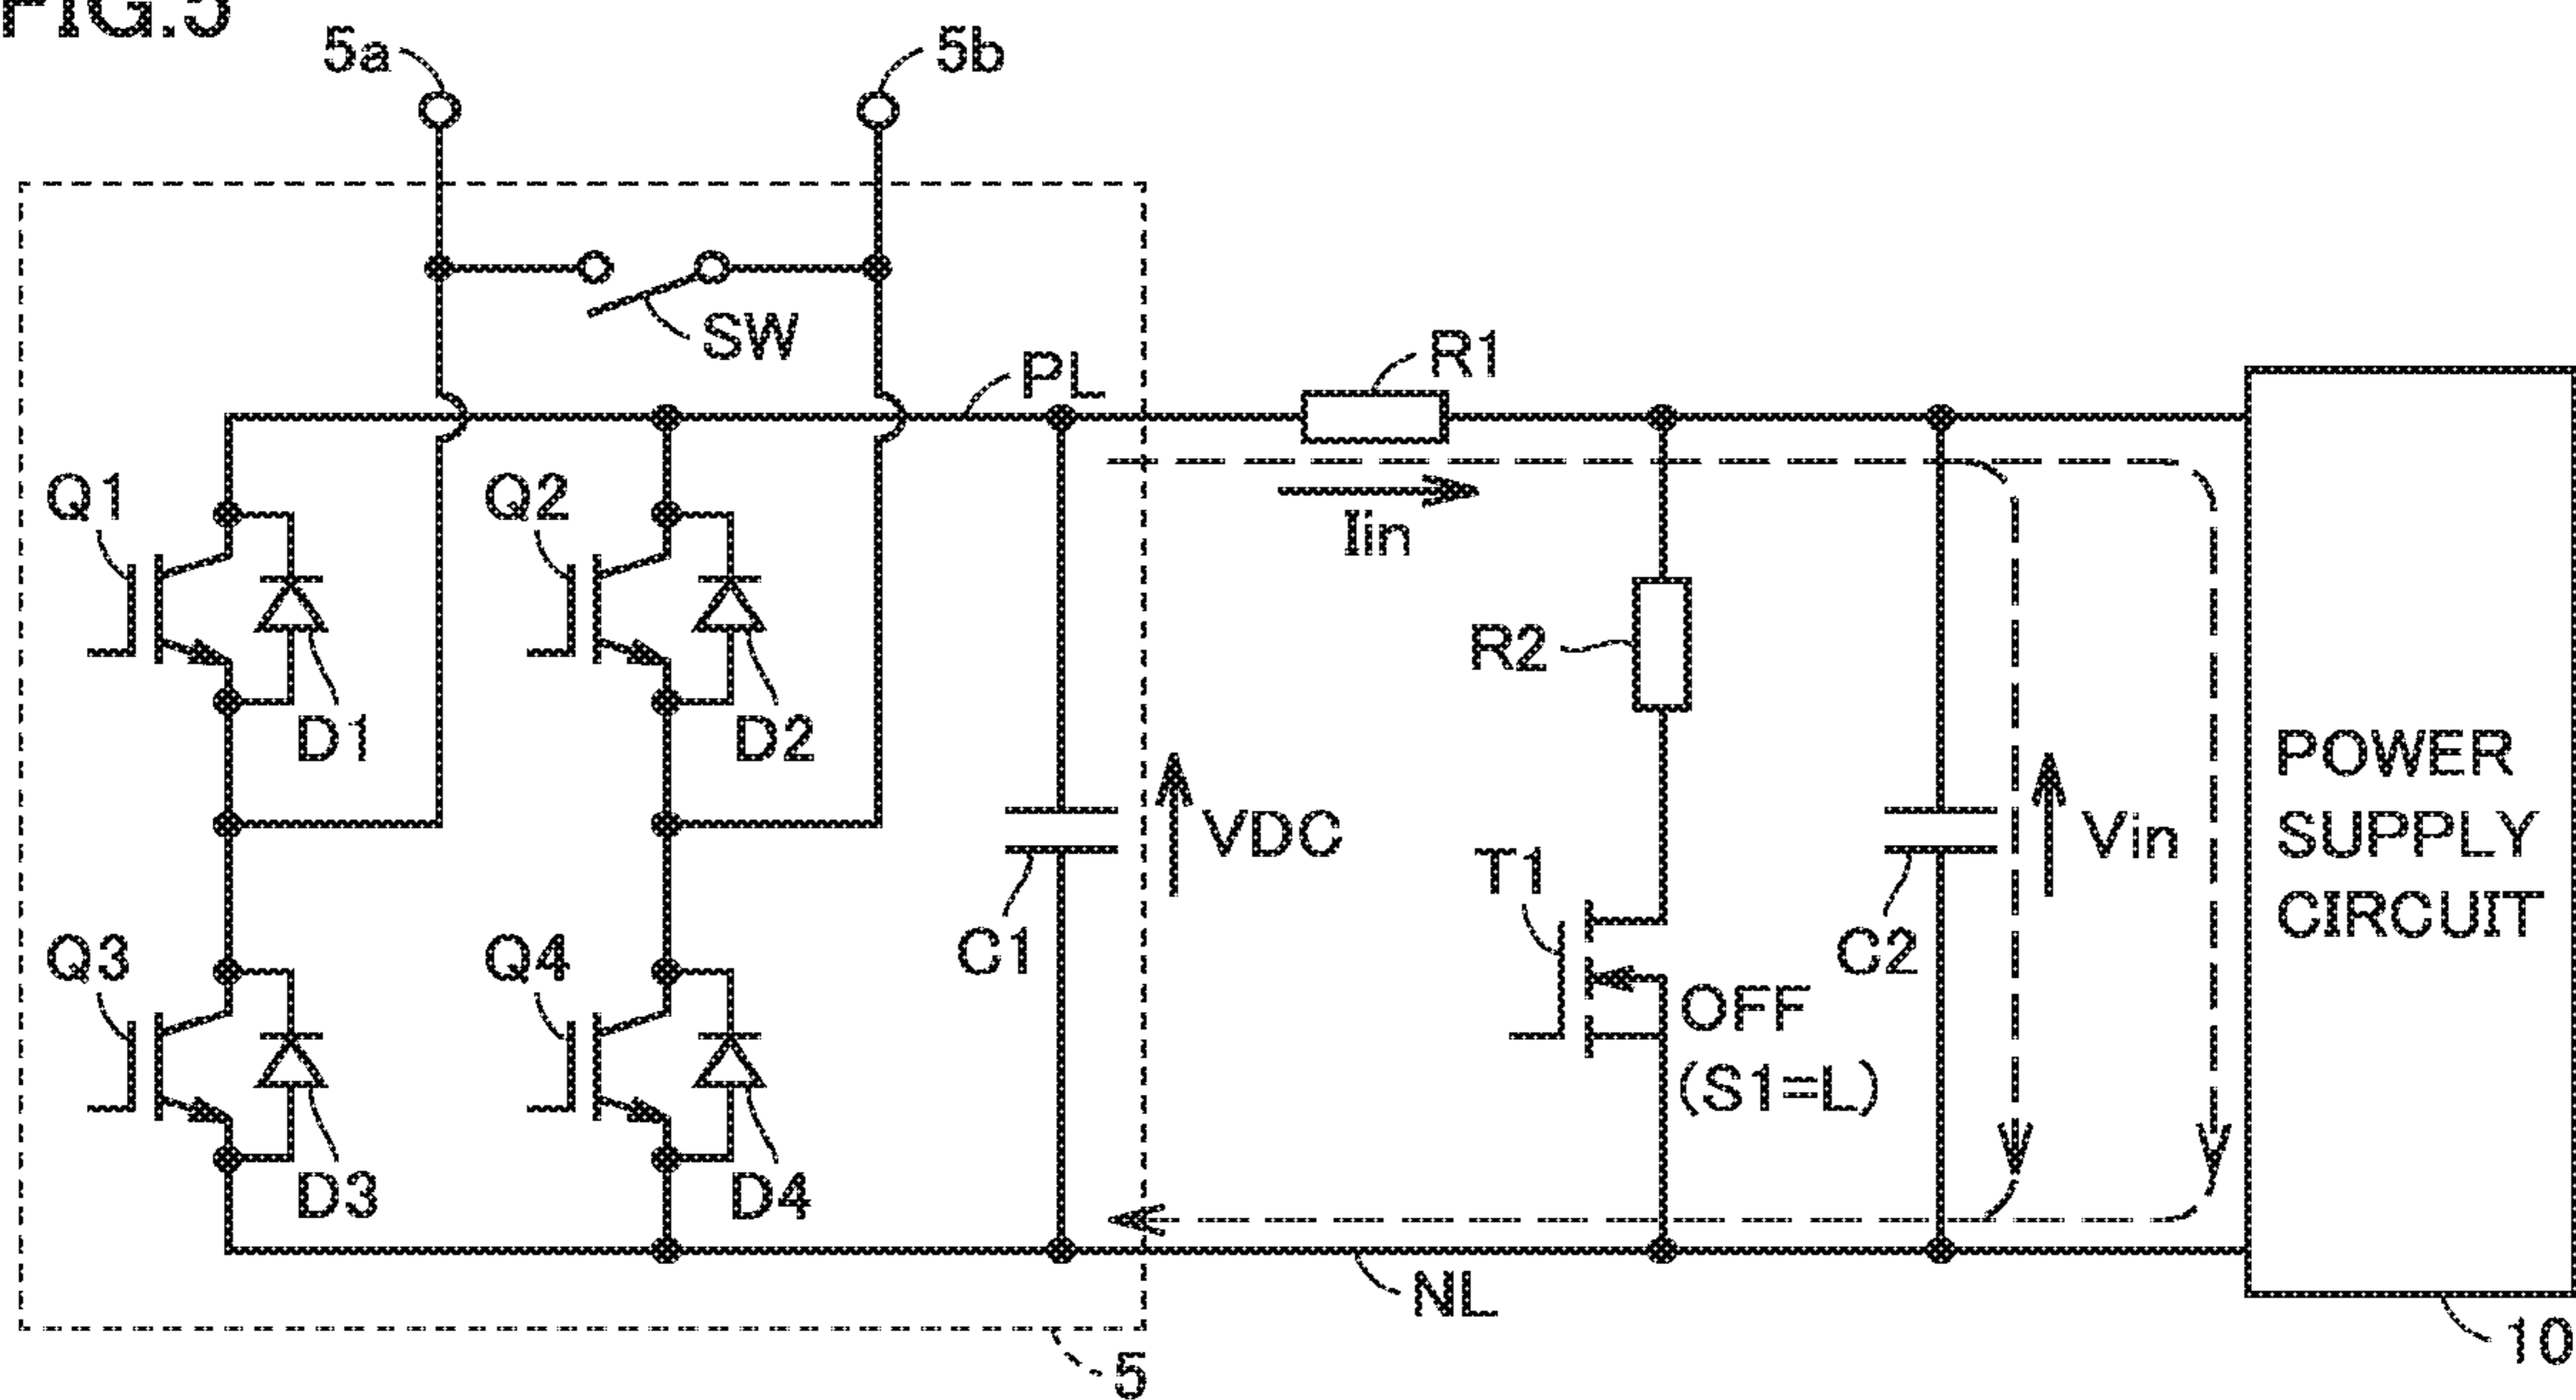 FIG.5
5a
5b
SW
PL
R1
Iin
Q1
Q2
D1
D2
R2
VDC
Vin
T1
C1
C2
OFF
(S1=L)
POWER
SUPPLY
CIRCUIT
Q3
Q4
D3
D4
NL
5
10